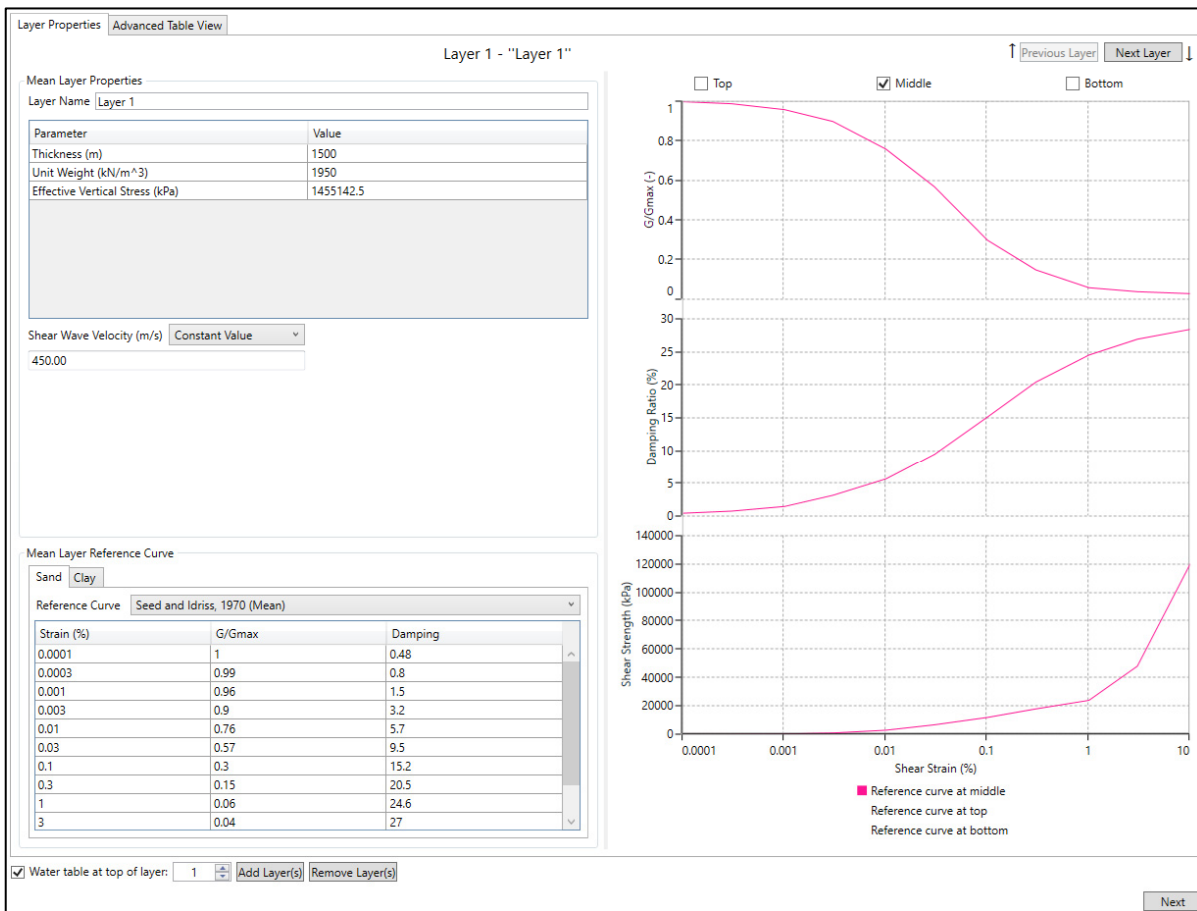 Layer Properties Advanced Table View
Layer 1 - "Layer 1"
↑ Previous Layer Next Layer ↓
Mean Layer Properties
Layer Name Layer 1
Parameter Value
Thickness (m) 1500
Unit Weight (kN/m^3) 1950
Effective Vertical Stress (kPa) 1455142.5
Shear Wave Velocity (m/s) Constant Value
450.00
Mean Layer Reference Curve
Sand Clay
Reference Curve Seed and Idriss, 1970 (Mean)
Strain (%) G/Gmax Damping
0.0001 1 0.48
0.0003 0.99 0.8
0.001 0.96 1.5
0.003 0.9 3.2
0.01 0.76 5.7
0.03 0.57 9.5
0.1 0.3 15.2
0.3 0.15 20.5
1 0.06 24.6
3 0.04 27
Top Middle Bottom
G/Gmax (-)
1
0.8
0.6
0.4
0.2
0
Damping Ratio (%)
30
25
20
15
10
5
0
Shear Strength (kPa)
140000
120000
100000
80000
60000
40000
20000
0
0.0001 0.001 0.01 0.1 1 10
Shear Strain (%)
Reference curve at middle
Reference curve at top
Reference curve at bottom
Water table at top of layer: 1 Add Layer(s) Remove Layer(s)
Next